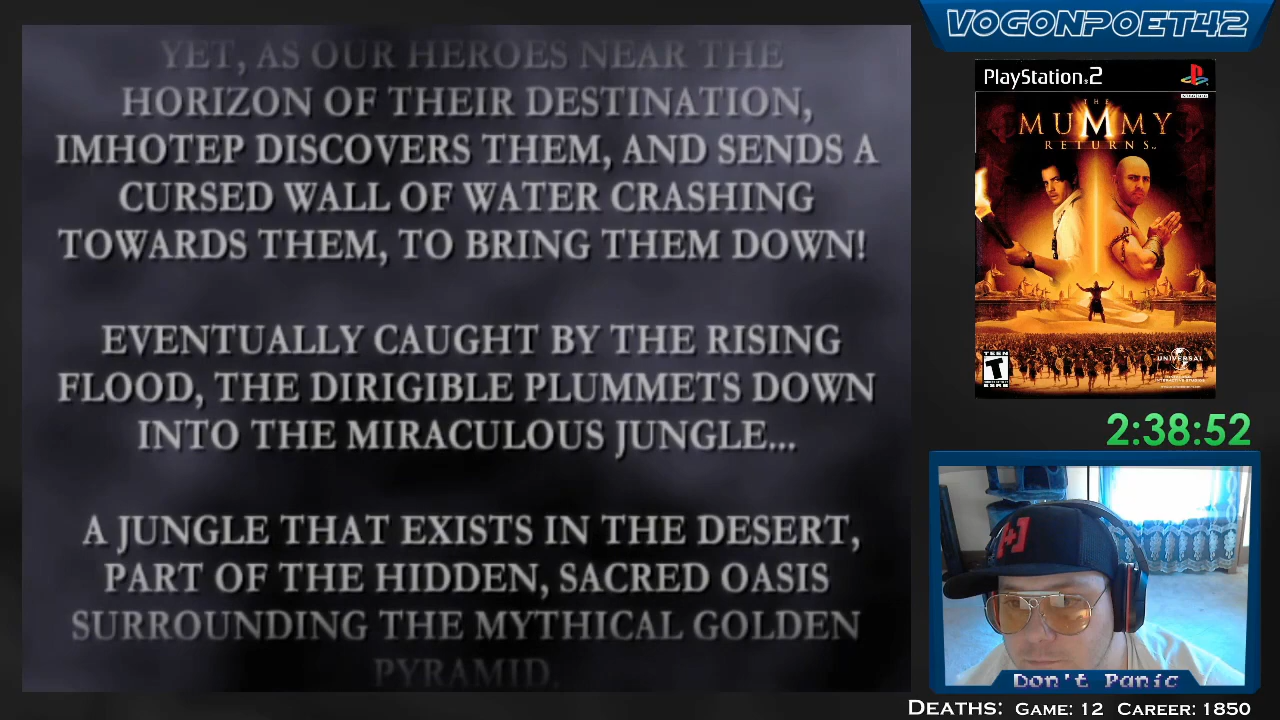 YET, AS OUR HEROES NEAR THE
HORIZON OF THEIR DESTINATION,
IMHOTEP DISCOVERS THEM, AND SENDS A
CURSED WALL OF WATER CRASHING
TOWARDS THEM, TO BRING THEM DOWN!
EVENTUALLY CAUGHT BY THE RISING
FLOOD, THE DIRIGIBLE PLUMMETS DOWN
INTO THE MIRACULOUS JUNGLE...
A JUNGLE THAT EXISTS IN THE DESERT,
PART OF THE HIDDEN, SACRED OASIS
SURROUNDING THE MYTHICAL GOLDEN
PYRAMID.
VOGONPOET42
PlayStation.2
THE
MUMMY
RETURNS™
TEEN
T
UNIVERSAL
2:38:52
Don't Panic
DEATHS: GAME: 12 CAREER: 1850